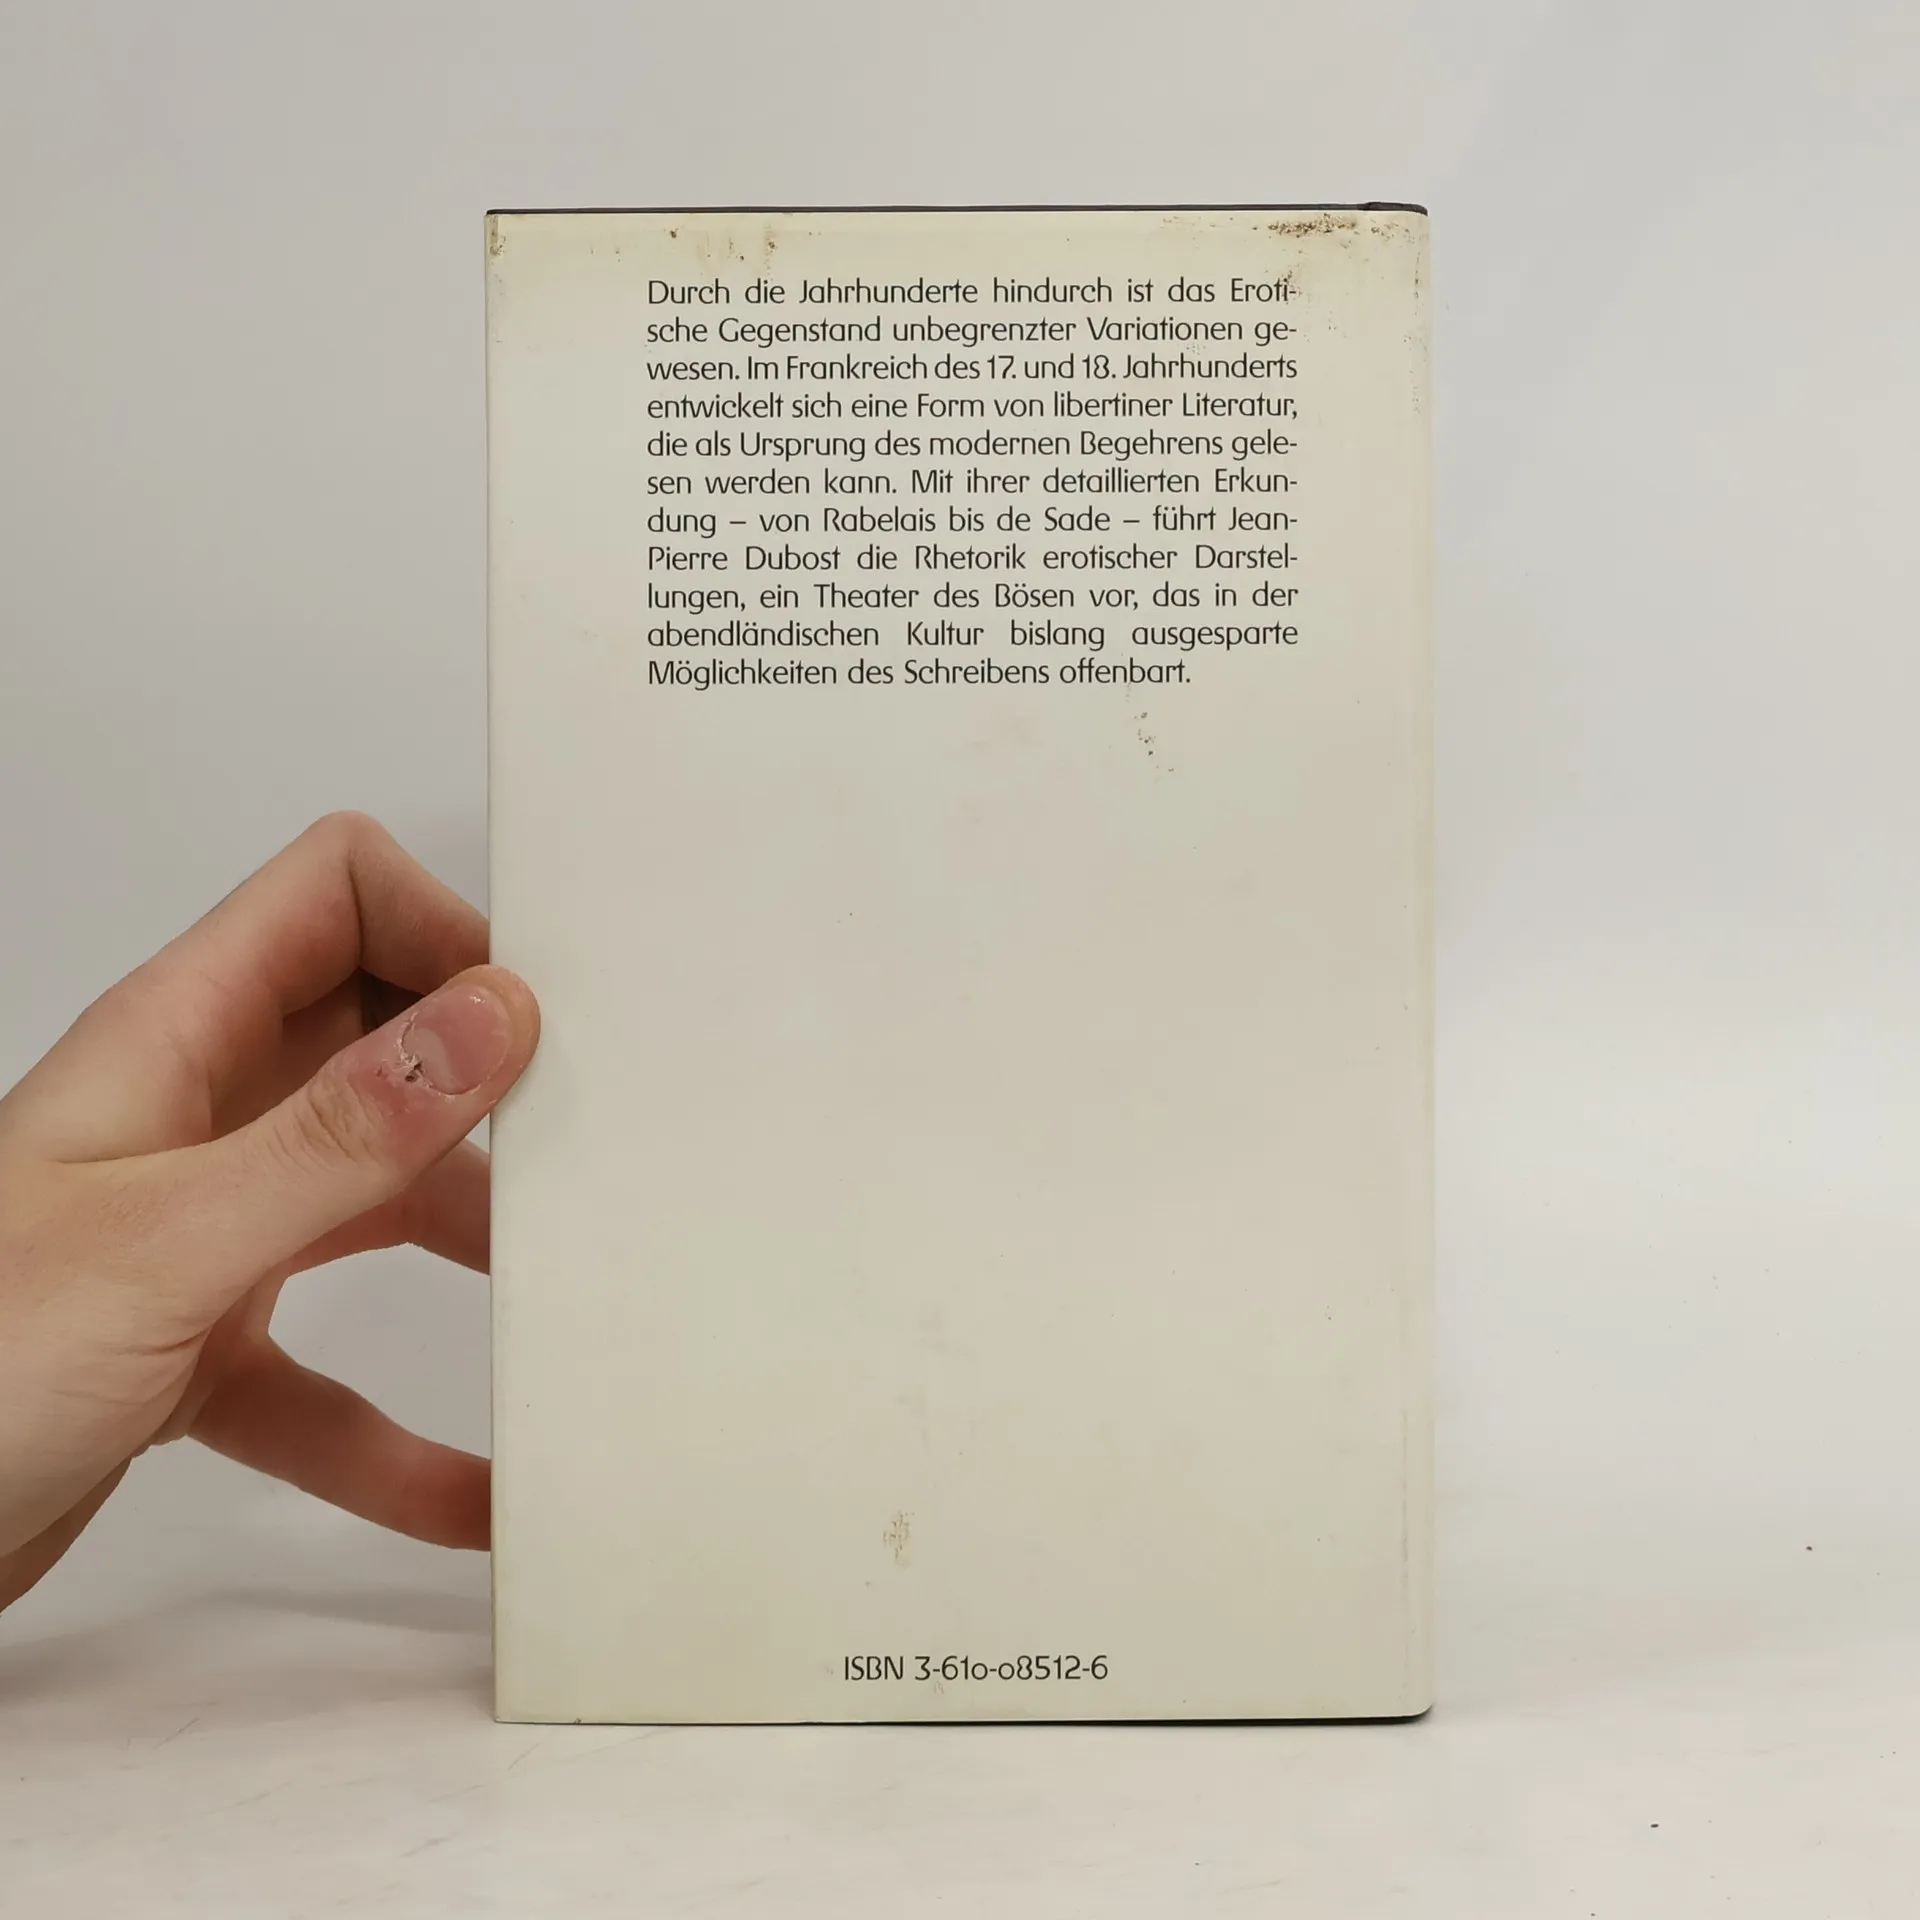 Durch die Jahrhunderte hindurch ist das Eroti-
sche Gegenstand unbegrenzter Variationen ge-
wesen. Im Frankreich des 17. und 18. Jahrhunderts
entwickelt sich eine Form von libertiner Literatur,
die als Ursprung des modernen Begehrens gele-
sen werden kann. Mit ihrer detaillierten Erkun-
dung – von Rabelais bis de Sade – führt Jean-
Pierre Dubost die Rhetorik erotischer Darstel-
lungen, ein Theater des Bösen vor, das in der
abendländischen Kultur bislang ausgesparte
Möglichkeiten des Schreibens offenbart.
ISBN 3-610-08512-6